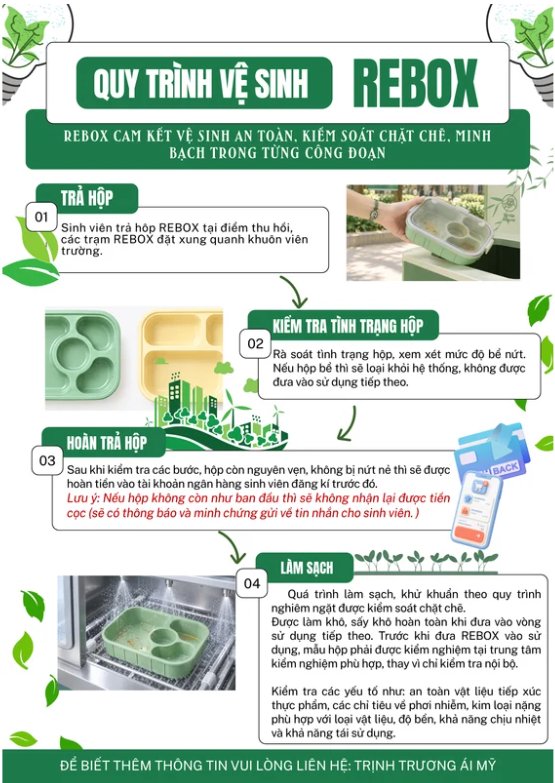 QUY TRÌNH VỆ SINH REBOX
REBOX CAM KẾT VỆ SINH AN TOÀN, KIỂM SOÁT CHẶT CHẼ, MINH
BẠCH TRONG TỪNG CÔNG ĐOẠN
TRẢ HỘP
01
Sinh viên trả hôp REBOX tại điểm thu hồi,
các trạm REBOX đặt xung quanh khuôn viên
trường.
KIỂM TRA TÌNH TRẠNG HỘP
02
Rà soát tình trạng hộp, xem xét mức độ bể nứt.
Nếu hộp bể thì sẽ loại khỏi hệ thống, không được
đưa vào sử dụng tiếp theo.
HOÀN TRẢ HỘP
03
Sau khi kiểm tra các bước, hộp còn nguyên vẹn, không bị nứt nẻ thì sẽ được
hoàn tiền vào tài khoản ngân hàng sinh viên đăng kí trước đó.
Lưu ý: Nếu hộp không còn như ban đầu thì sẽ không nhận lại được tiền
cọc (sẽ có thông báo và minh chứng gửi về tin nhắn cho sinh viên. )
BACK
LÀM SẠCH
04
Quá trình làm sạch, khử khuẩn theo quy trình
nghiêm ngặt được kiểm soát chặt chẽ.
Được làm khô, sấy khô hoàn toàn khi đưa vào vòng
sử dụng tiếp theo. Trước khi đưa REBOX vào sử
dụng, mẫu hộp phải được kiểm nghiệm tại trung tâm
kiểm nghiệm phù hợp, thay vì chỉ kiểm tra nội bộ.
Kiểm tra các yếu tố như: an toàn vật liệu tiếp xúc
thực phẩm, các chỉ tiêu về phơi nhiễm, kim loại nặng
phù hợp với loại vật liệu, độ bền, khả năng chịu nhiệt
và khả năng tái sử dụng.
ĐỂ BIẾT THÊM THÔNG TIN VUI LÒNG LIÊN HỆ: TRỊNH TRƯƠNG ÁI MỸ